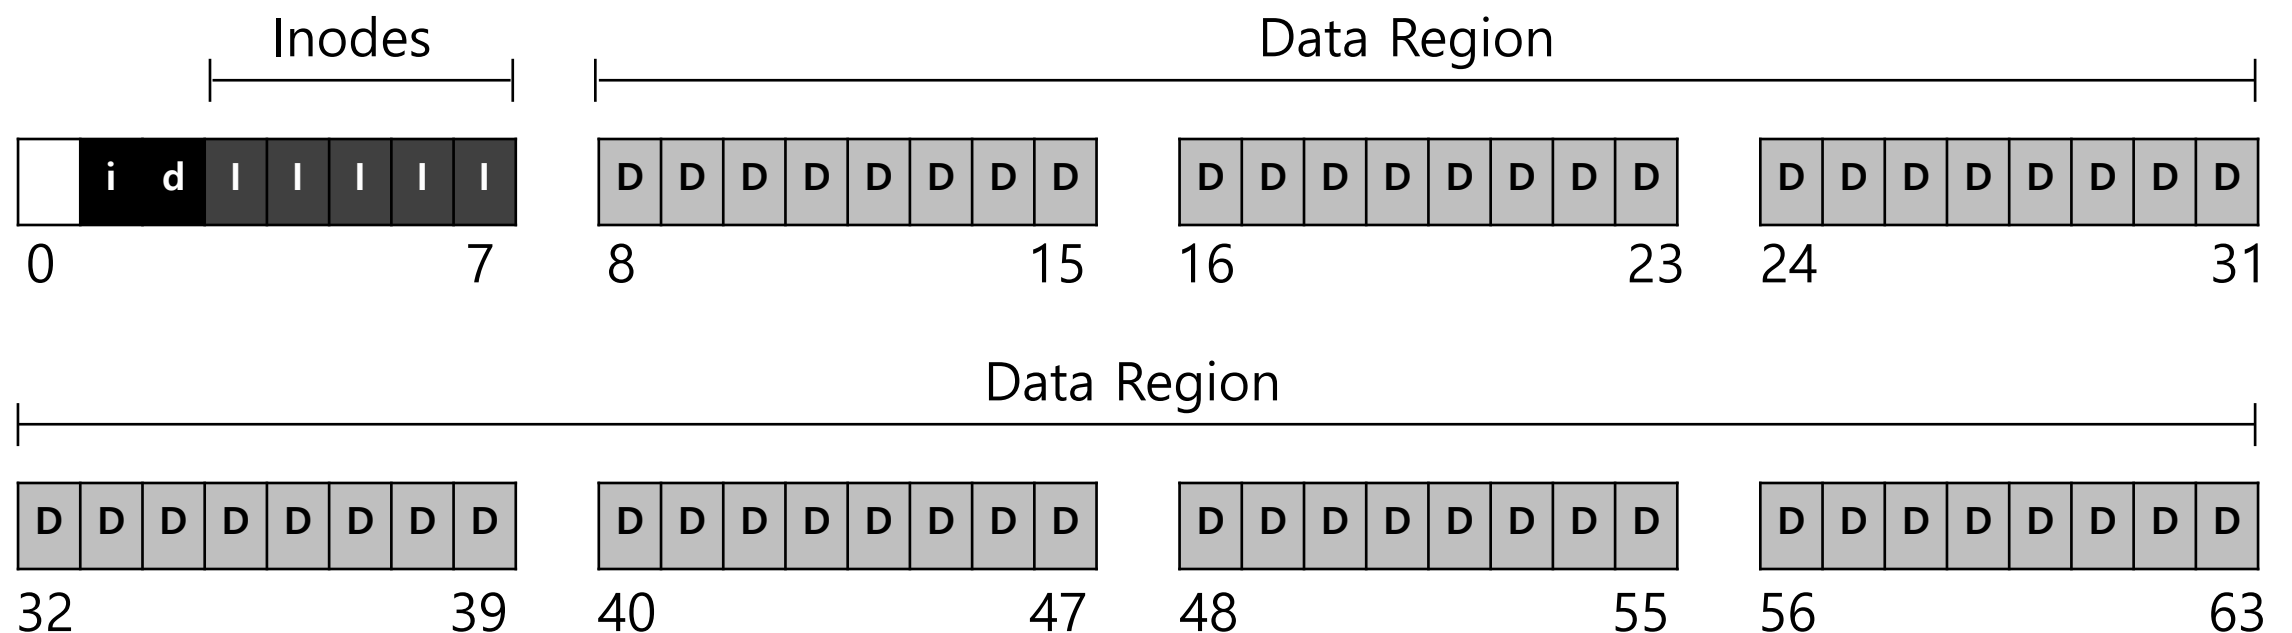 Inodes Data Region
i d I I I I I D D D D D D D D D D D D D D D D D D D D D D D D
0 7 8 15 16 23 24 31
Data Region
D D D D D D D D D D D D D D D D D D D D D D D D D D D D D D D D
32 39 40 47 48 55 56 63